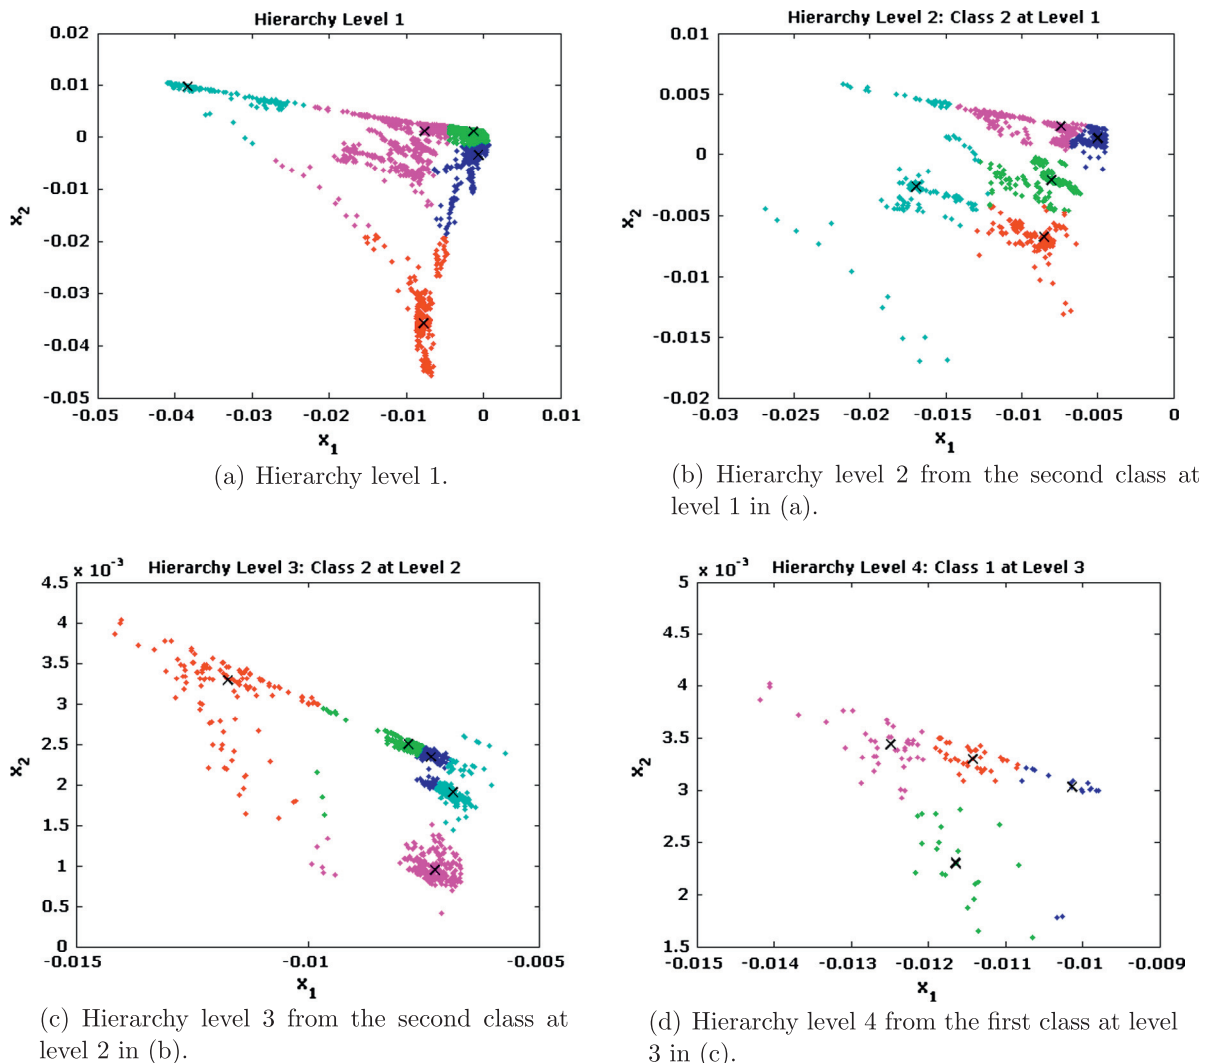 Hierarchy Level 1
0.02
0.01
0
-0.01
-0.02
-0.03
-0.04
-0.05
x2
-0.05 -0.04 -0.03 -0.02 -0.01 0 0.01
x1
(a) Hierarchy level 1.
Hierarchy Level 2: Class 2 at Level 1
0.01
0.005
0
-0.005
-0.01
-0.015
-0.02
x2
-0.03 -0.025 -0.02 -0.015 -0.01 -0.005 0
x1
(b) Hierarchy level 2 from the second class at
level 1 in (a).
x 10^-3
Hierarchy Level 3: Class 2 at Level 2
4.5
4
3.5
3
2.5
2
1.5
1
0.5
0
x2
-0.015 -0.01 -0.005
x1
(c) Hierarchy level 3 from the second class at
level 2 in (b).
x 10^-3
Hierarchy Level 4: Class 1 at Level 3
5
4.5
4
3.5
3
2.5
2
1.5
x2
-0.015 -0.014 -0.013 -0.012 -0.011 -0.01 -0.009
x1
(d) Hierarchy level 4 from the first class at level
3 in (c).